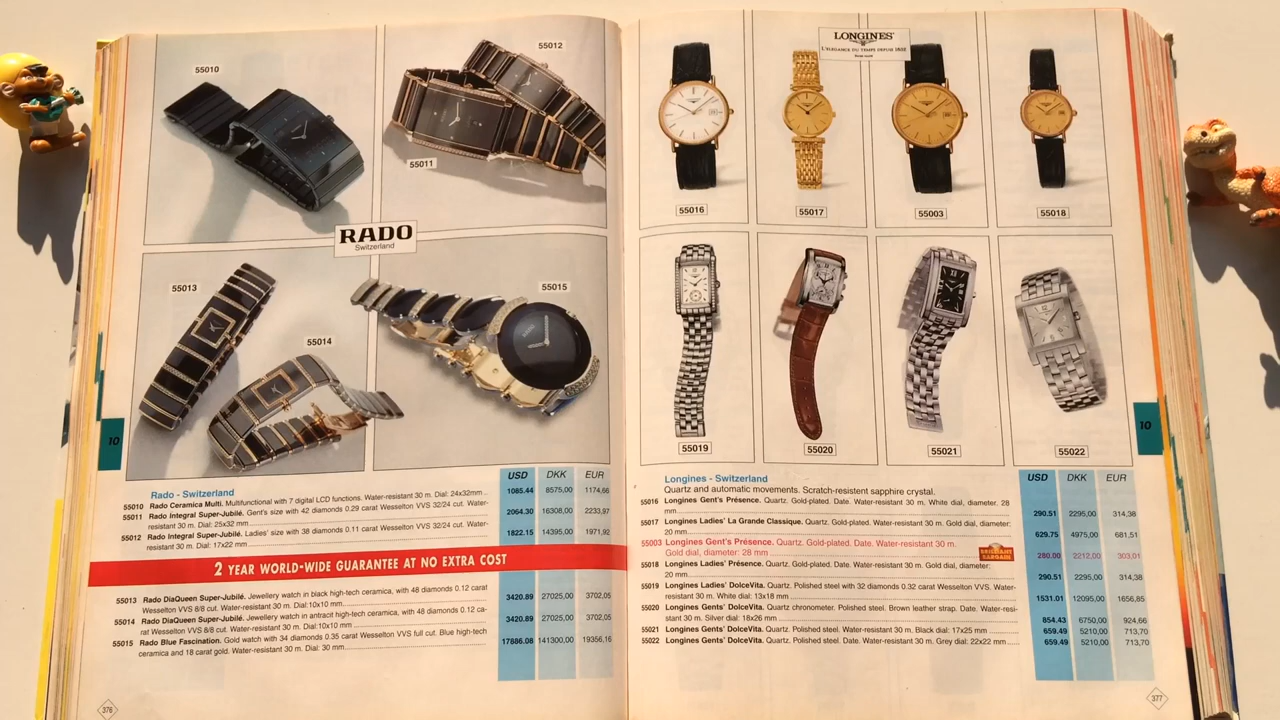 55010
55012
55011
RADO
Switzerland
55013
55014
55015
10
USD DKK EUR
Rado - Switzerland
55010 Rado Ceramica Multi. Multifunctional with 7 digital LCD functions. Water-resistant 30 m. Dial: 24x32mm .. 1085.44 8575,00 1174,66
55011 Rado Integral Super-Jubilé. Gent's size with 42 diamonds 0.29 carat Wesselton VVS 32/24 cut. Water-
resistant 30 m. Dial: 25x32 mm 2064.30 16308,00 2233,97
55012 Rado Integral Super-Jubilé. Ladies' size with 38 diamonds 0.11 carat Wesselton VVS 32/24 cut. Water-
resistant 30 m. Dial: 17x22 mm 1822.15 14395,00 1971,92
2 YEAR WORLD-WIDE GUARANTEE AT NO EXTRA COST
55013 Rado DiaQueen Super-Jubilé. Jewellery watch in black high-tech ceramic, with 48 diamonds 0.12 carat
Wesselton VVS 8/8 cut. Water-resistant 30 m. Dial:10x10 mm 3420.89 27025,00 3702,05
55014 Rado DiaQueen Super-Jubilé. Jewellery watch in antracit high-tech ceramic, with 48 diamonds 0.12 ca-
rat Wesselton VVS 8/8 cut. Water-resistant 30 m. Dial:10x10 mm 3420.89 27025,00 3702,05
55015 Rado Blue Fascination. Gold watch with 34 diamonds 0.35 carat Wesselton VVS full cut. Blue high-tech
ceramic and 18 carat gold. Water-resistant 30 m. Dial: 30 mm 17886.08 141300,00 19356,16
376
LONGINES
L'ELEGANCE DU TEMPS DEPUIS 1832
55016
55017
55003
55018
55019
55020
55021
55022
10
USD DKK EUR
Longines - Switzerland
Quartz and automatic movements. Scratch-resistant sapphire crystal.
55016 Longines Gent's Présence. Quartz. Gold-plated. Date. Water-resistant 30 m. White dial, diameter. 28
mm 290.51 2295,00 314,38
55017 Longines Ladies' La Grande Classique. Quartz. Gold-plated. Water-resistant 30 m. Gold dial, diameter:
20 mm 629.75 4975,00 681,51
55003 Longines Gent's Présence. Quartz. Gold-plated. Date. Water-resistant 30 m.
Gold dial, diameter: 28 mm BRILLIANT BARGAIN 280.00 2212,00 303,01
55018 Longines Ladies' Présence. Quartz. Gold-plated. Date. Water-resistant 30 m. Gold dial, diameter:
20 mm 290.51 2295,00 314,38
55019 Longines Ladies' DolceVita. Quartz. Polished steel with 32 diamonds 0.32 carat Wesselton VVS. Water-
resistant 30 m. White dial: 13x18 mm 1531.01 12095,00 1656,85
55020 Longines Gents' DolceVita. Quartz chronometer. Polished steel. Brown leather strap. Date. Water-resi-
stant 30 m. Silver dial: 18x26 mm 854.43 6750,00 924,66
55021 Longines Gents' DolceVita. Quartz. Polished steel. Water-resistant 30 m. Black dial: 17x25 mm 659.49 5210,00 713,70
55022 Longines Gents' DolceVita. Quartz. Polished steel. Date. Water-resistant 30 m. Grey dial: 22x22 mm 659.49 5210,00 713,70
377